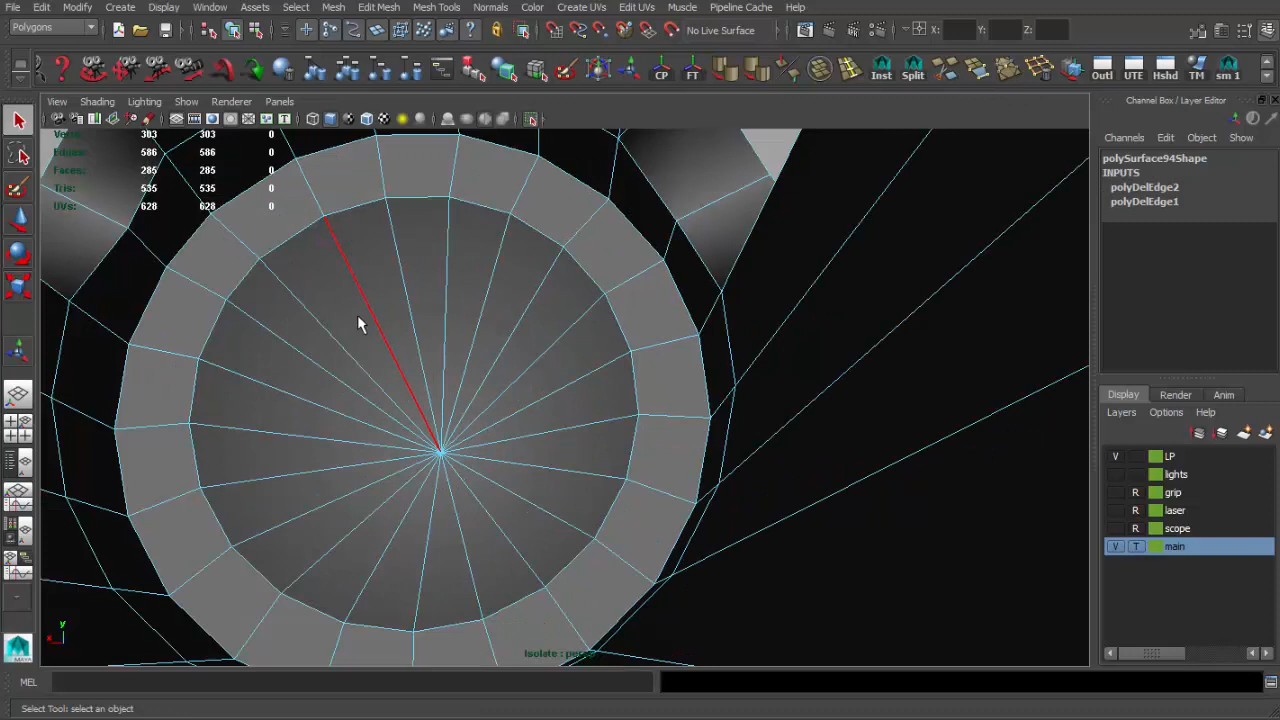 File Edit Modify Create Display Window Assets Select Mesh Edit Mesh Mesh Tools Normals Color Create UVs Edit UVs Muscle Pipeline Cache Help
Polygons No Live Surface X: Y: Z:
CP FT Inst Split Outl UTE Hshd TM sm 1
View Shading Lighting Show Renderer Panels
Channel Box / Layer Editor
Verts: 303 303 0
Edges: 586 586 0
Faces: 285 285 0
Tris: 535 535 0
UVs: 628 628 0
Channels Edit Object Show
polySurface94Shape
INPUTS
polyDelEdge2
polyDelEdge1
Display Render Anim
Layers Options Help
V LP
lights
R grip
R laser
R scope
V T main
y
x
Isolate : persp
MEL
Select Tool: select an object